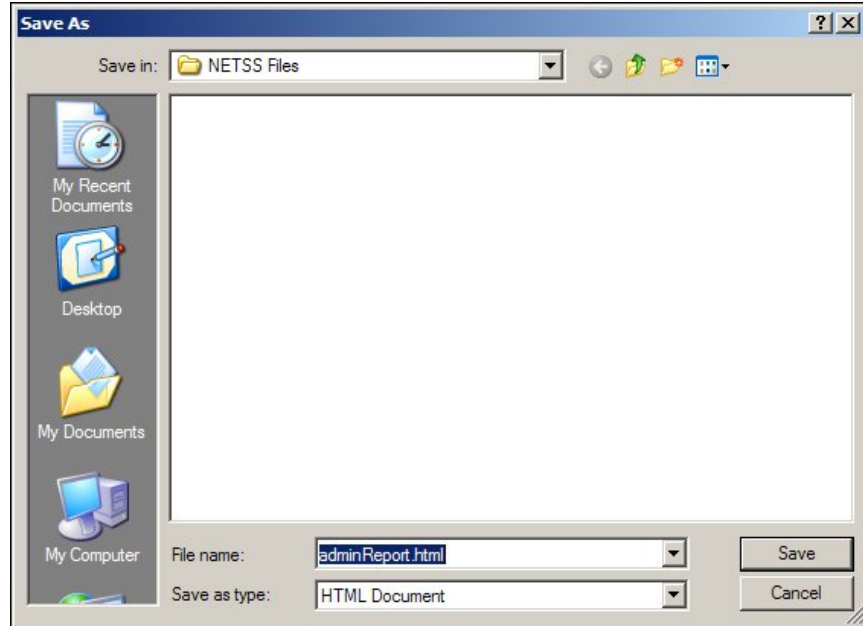 Save As
Save in: NETSS Files
My Recent
Documents
Desktop
My Documents
My Computer
File name: adminReport.html
Save
Save as type: HTML Document
Cancel